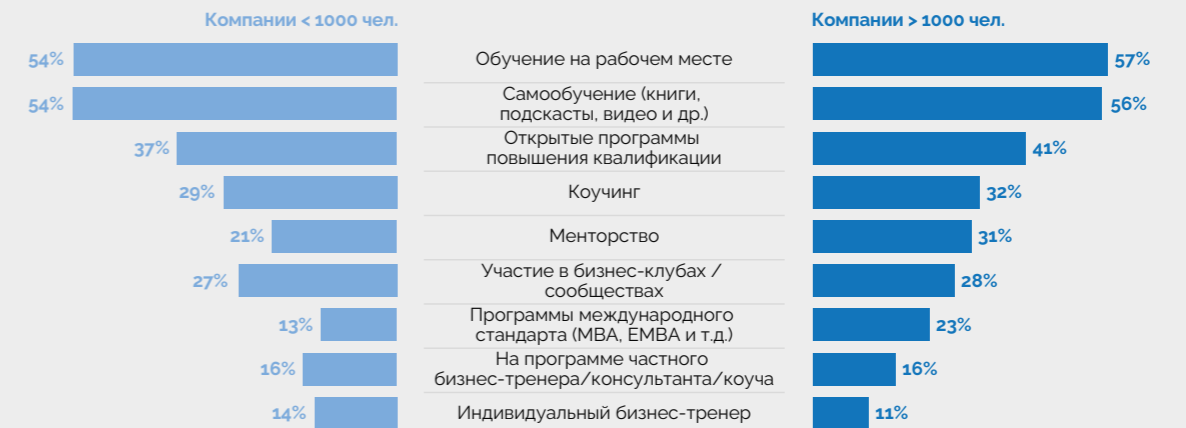 Компании < 1000 чел.
Компании > 1000 чел.
54%
Обучение на рабочем месте
57%
54%
Самообучение (книги,
подскасты, видео и др.)
56%
37%
Открытые программы
повышения квалификации
41%
29%
Коучинг
32%
21%
Менторство
31%
27%
Участие в бизнес-клубах /
сообществах
28%
13%
Программы международного
стандарта (MBA, EMBA и т.д.)
23%
16%
На программе частного
бизнес-тренера/консультанта/коуча
16%
14%
Индивидуальный бизнес-тренер
11%